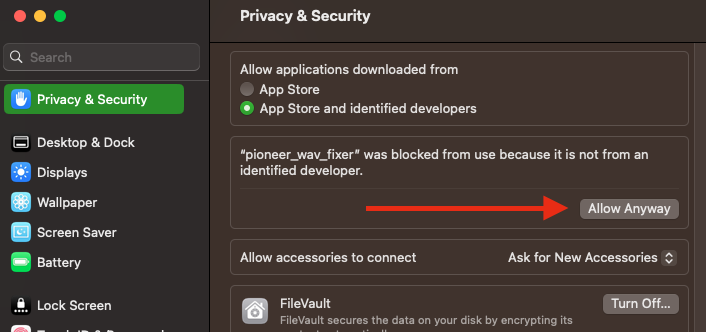 Privacy & Security
Search
Privacy & Security
Desktop & Dock
Displays
Wallpaper
Screen Saver
Battery
Lock Screen
Allow applications downloaded from
App Store
App Store and identified developers
“pioneer_wav_fixer” was blocked from use because it is not from an
identified developer.
Allow Anyway
Allow accessories to connect
Ask for New Accessories
FileVault
Turn Off...
FileVault secures the data on your disk by encrypting its